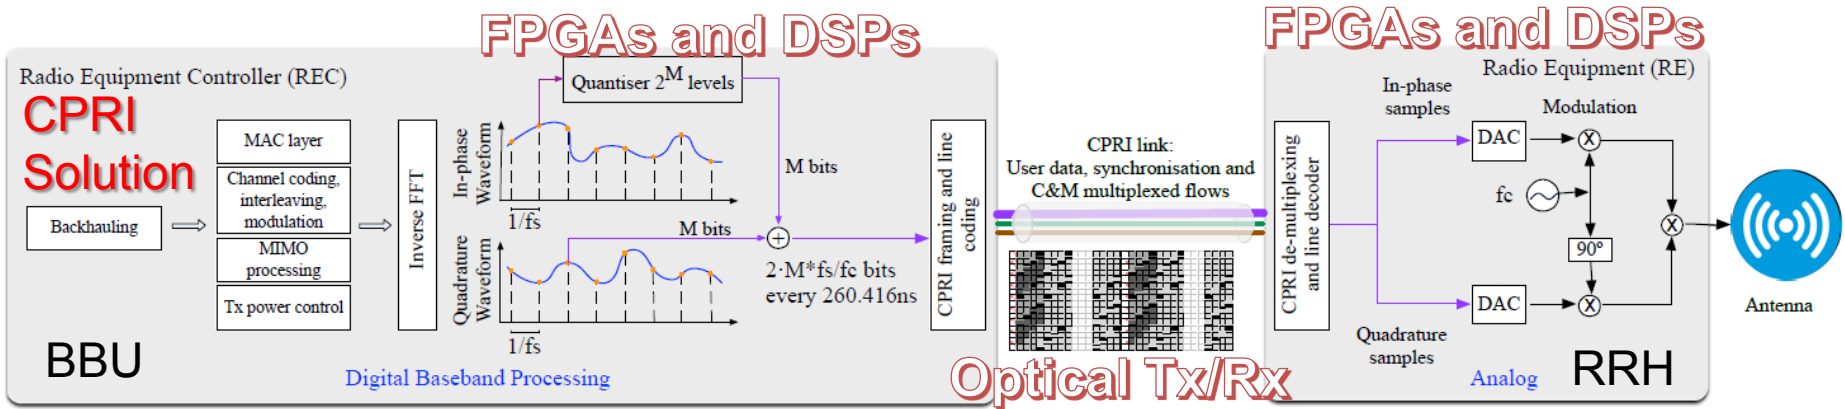 FPGAs and DSPs
FPGAs and DSPs
Radio Equipment Controller (REC)
CPRI
Solution
Backhauling
MAC layer
Channel coding,
interleaving,
modulation
MIMO
processing
Tx power control
Inverse FFT
Quantiser 2^M levels
In-phase
Waveform
1/fs
M bits
Quadrature
Waveform
1/fs
M bits
+
2·M*fs/fc bits
every 260.416ns
CPRI framing and line
coding
BBU
Digital Baseband Processing
CPRI link:
User data, synchronisation and
C&M multiplexed flows
Optical Tx/Rx
Radio Equipment (RE)
CPRI de-multiplexing
and line decoder
In-phase
samples
Quadrature
samples
DAC
DAC
Modulation
X
fc
90°
X
X
Analog
RRH
Antenna